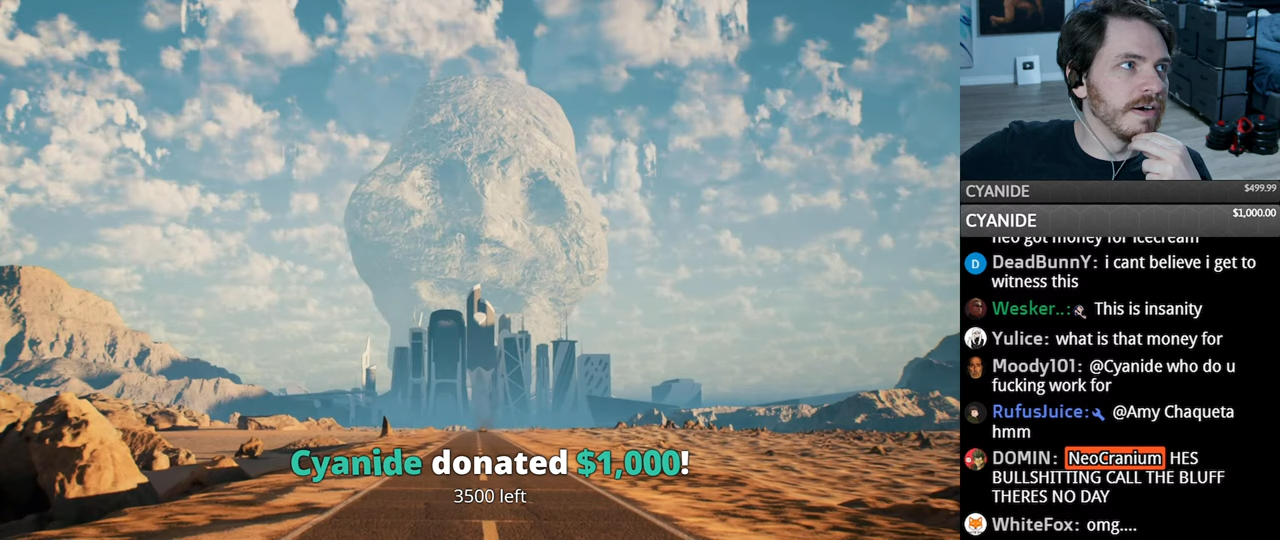 Cyanide donated $1,000!
3500 left
CYANIDE $499.99
CYANIDE $1,000.00
neo got money for icecream
D DeadBunnY: i cant believe i get to
witness this
Wesker..: This is insanity
Yulice: what is that money for
Moody101: @Cyanide who do u
fucking work for
RufusJuice: @Amy Chaqueta
hmm
DOMIN: NeoCranium HES
BULLSHITTING CALL THE BLUFF
THERES NO DAY
WhiteFox: omg....